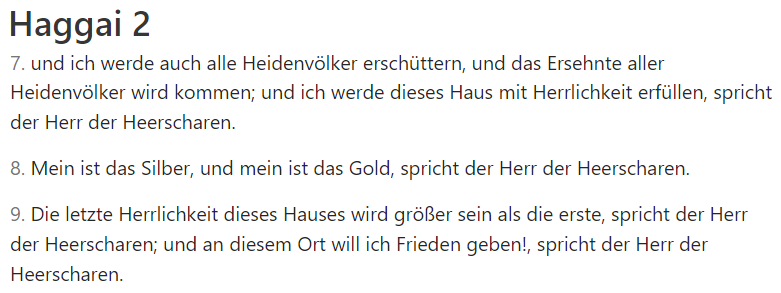 Haggai 2
7. und ich werde auch alle Heidenvölker erschüttern, und das Ersehnte aller
Heidenvölker wird kommen; und ich werde dieses Haus mit Herrlichkeit erfüllen, spricht
der Herr der Heerscharen.
8. Mein ist das Silber, und mein ist das Gold, spricht der Herr der Heerscharen.
9. Die letzte Herrlichkeit dieses Hauses wird größer sein als die erste, spricht der Herr
der Heerscharen; und an diesem Ort will ich Frieden geben!, spricht der Herr der
Heerscharen.